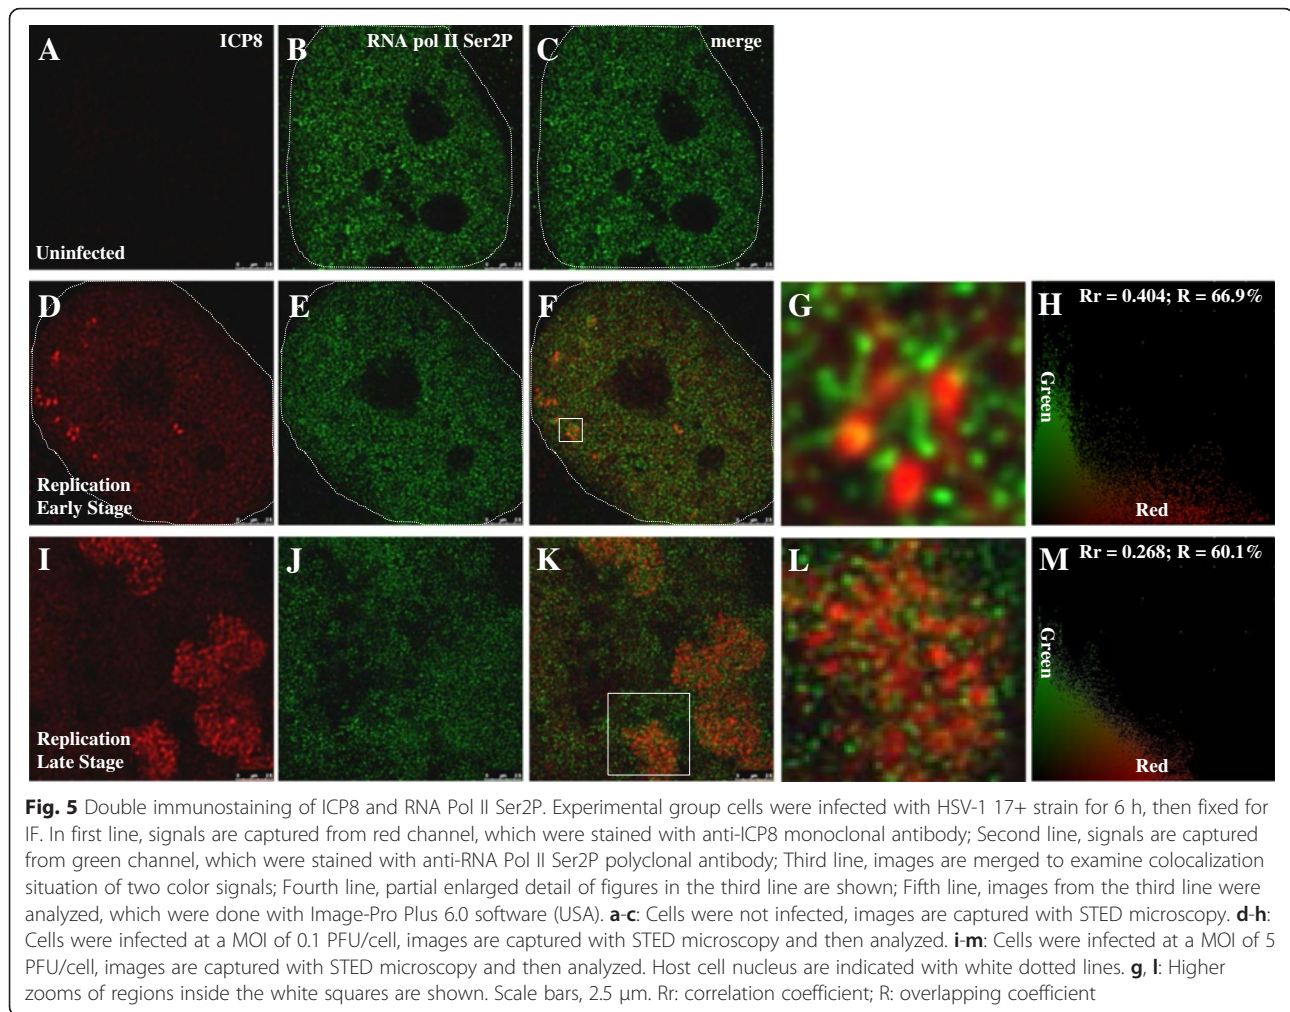 A
ICP8
B
RNA pol II Ser2P
C
merge
Uninfected
D
E
F
G
H
Rr = 0.404; R = 66.9%
Green
Red
Replication
Early Stage
I
J
K
L
M
Rr = 0.268; R = 60.1%
Green
Red
Replication
Late Stage
Fig. 5 Double immunostaining of ICP8 and RNA Pol II Ser2P. Experimental group cells were infected with HSV-1 17+ strain for 6 h, then fixed for
IF. In first line, signals are captured from red channel, which were stained with anti-ICP8 monoclonal antibody; Second line, signals are captured
from green channel, which were stained with anti-RNA Pol II Ser2P polyclonal antibody; Third line, images are merged to examine colocalization
situation of two color signals; Fourth line, partial enlarged detail of figures in the third line are shown; Fifth line, images from the third line were
analyzed, which were done with Image-Pro Plus 6.0 software (USA). a-c: Cells were not infected, images are captured with STED microscopy. d-h:
Cells were infected at a MOI of 0.1 PFU/cell, images are captured with STED microscopy and then analyzed. i-m: Cells were infected at a MOI of 5
PFU/cell, images are captured with STED microscopy and then analyzed. Host cell nucleus are indicated with white dotted lines. g, l: Higher
zooms of regions inside the white squares are shown. Scale bars, 2.5 μm. Rr: correlation coefficient; R: overlapping coefficient